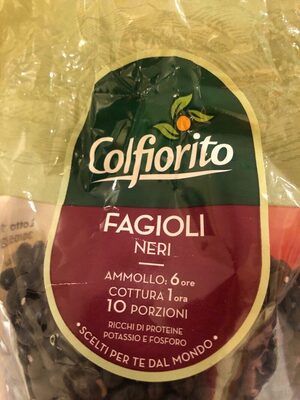 Colfiorito
FAGIOLI
NERI
AMMOLLO: 6 ore
COTTURA 1 ora
10 PORZIONI
RICCHI DI PROTEINE
POTASSIO E FOSFORO
• SCELTI PER TE DAL MONDO •
Lotto